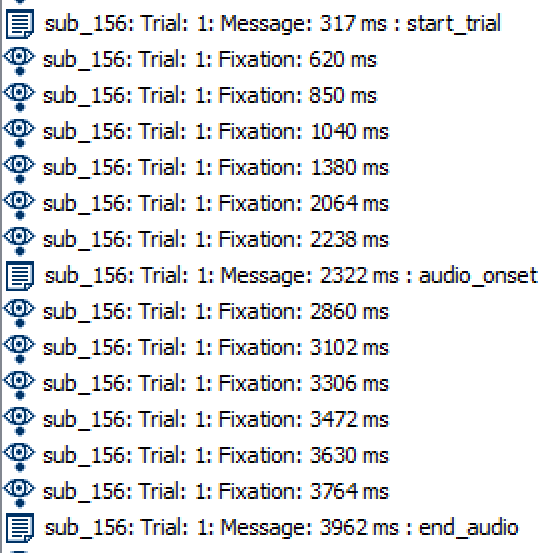 sub_156: Trial: 1: Message: 317 ms : start_trial
sub_156: Trial: 1: Fixation: 620 ms
sub_156: Trial: 1: Fixation: 850 ms
sub_156: Trial: 1: Fixation: 1040 ms
sub_156: Trial: 1: Fixation: 1380 ms
sub_156: Trial: 1: Fixation: 2064 ms
sub_156: Trial: 1: Fixation: 2238 ms
sub_156: Trial: 1: Message: 2322 ms : audio_onset
sub_156: Trial: 1: Fixation: 2860 ms
sub_156: Trial: 1: Fixation: 3102 ms
sub_156: Trial: 1: Fixation: 3306 ms
sub_156: Trial: 1: Fixation: 3472 ms
sub_156: Trial: 1: Fixation: 3630 ms
sub_156: Trial: 1: Fixation: 3764 ms
sub_156: Trial: 1: Message: 3962 ms : end_audio